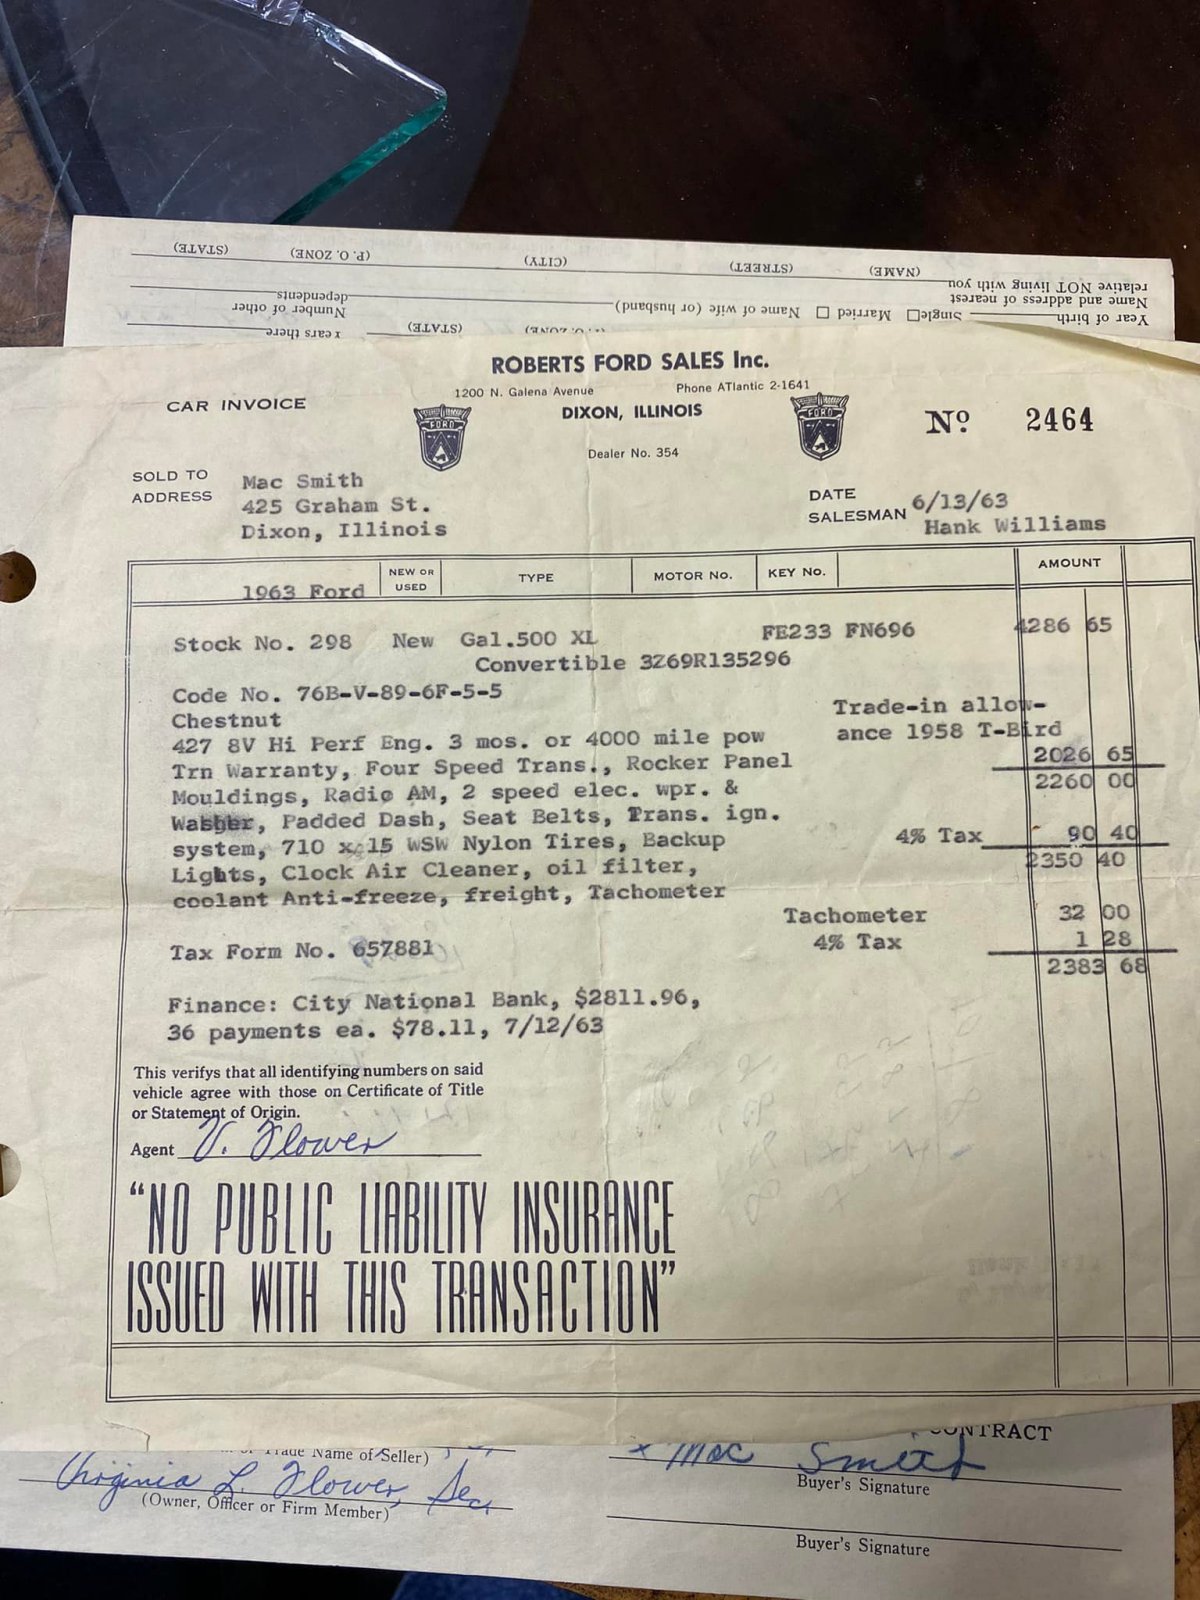 (NAME) (STREET) (CITY) (P. O. ZONE) (STATE)
Name and address of nearest
relative NOT living with you
Number of other
dependents
Year of birth Single Married Name of wife (or husband)
ears there (STATE)
ROBERTS FORD SALES Inc.
1200 N. Galena Avenue Phone ATlantic 2-1641
CAR INVOICE
DIXON, ILLINOIS
FORD
FORD
No. 2464
Dealer No. 354
SOLD TO Mac Smith
ADDRESS 425 Graham St.
Dixon, Illinois
DATE 6/13/63
SALESMAN Hank Williams
1963 Ford NEW OR USED TYPE MOTOR No. KEY No. AMOUNT
Stock No. 298 New Gal.500 XL FE233 FN696 4286 65
Convertible 3Z69R135296
Code No. 76B-V-89-6F-5-5
Chestnut
Trade-in allow-
ance 1958 T-Bird
2026 65
2260 00
427 8V Hi Perf Eng. 3 mos. or 4000 mile pow
Trn Warranty, Four Speed Trans., Rocker Panel
Mouldings, Radio AM, 2 speed elec. wpr. &
Washer, Padded Dash, Seat Belts, Trans. ign.
system, 710 x 15 WSW Nylon Tires, Backup
Lights, Clock Air Cleaner, oil filter,
coolant Anti-freeze, freight, Tachometer
4% Tax 90 40
2350 40
Tachometer 32 00
4% Tax 1 28
2383 68
Tax Form No. 657881
Finance: City National Bank, $2811.96,
36 payments ea. $78.11, 7/12/63
This verifys that all identifying numbers on said
vehicle agree with those on Certificate of Title
or Statement of Origin.
Agent V. Flower
"NO PUBLIC LIABILITY INSURANCE
ISSUED WITH THIS TRANSACTION"
Trade Name of Seller)
Virginia L. Flower, Sec.
(Owner, Officer or Firm Member)
CONTRACT
x Mac Smith
Buyer's Signature
Buyer's Signature